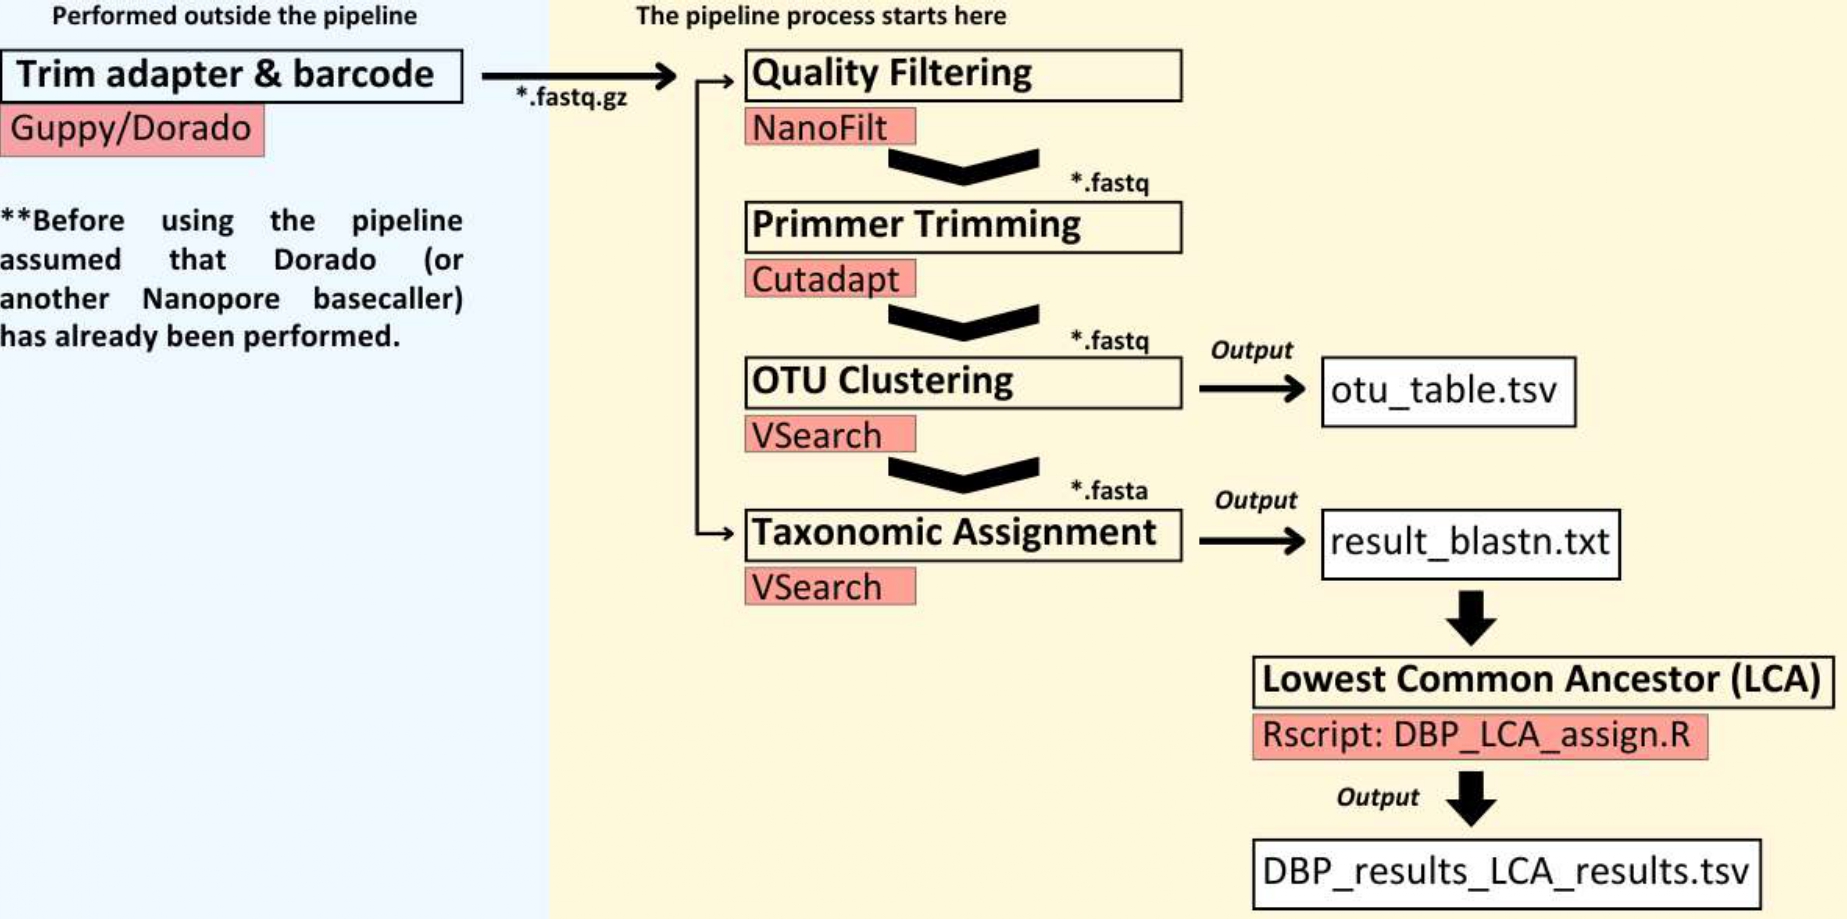 Performed outside the pipeline
Trim adapter & barcode
Guppy/Dorado
**Before using the pipeline
assumed that Dorado (or
another Nanopore basecaller)
has already been performed.
*.fastq.gz
The pipeline process starts here
Quality Filtering
NanoFilt
*.fastq
Primmer Trimming
Cutadapt
*.fastq
OTU Clustering
VSearch
Output
otu_table.tsv
*.fasta
Taxonomic Assignment
VSearch
Output
result_blastn.txt
Lowest Common Ancestor (LCA)
Rscript: DBP_LCA_assign.R
Output
DBP_results_LCA_results.tsv